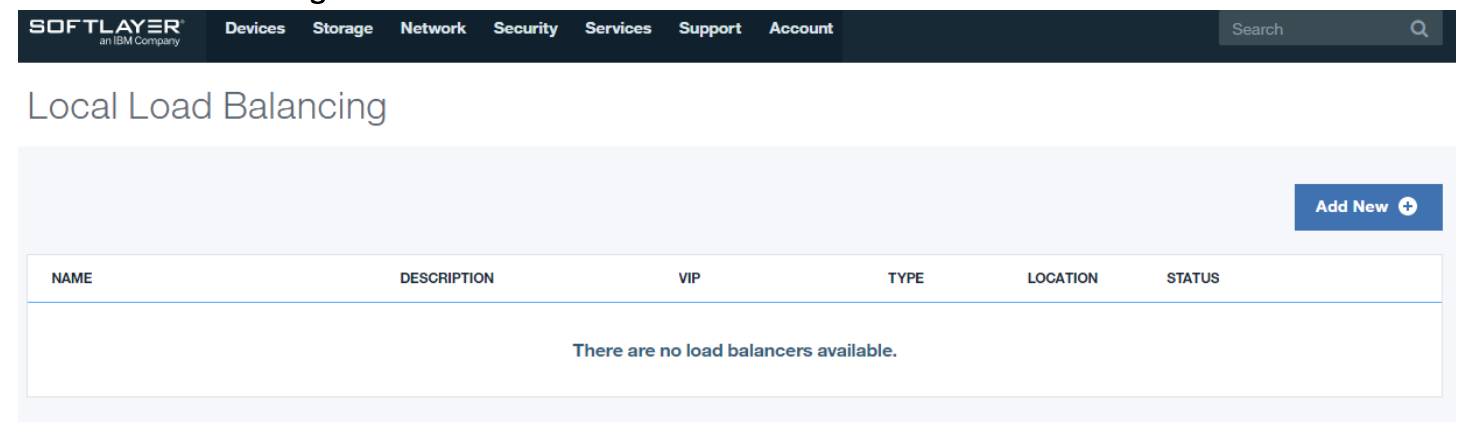 SOFTLAYER®
an IBM Company
Devices Storage Network Security Services Support Account
Search
Local Load Balancing
Add New
NAME DESCRIPTION VIP TYPE LOCATION STATUS
There are no load balancers available.